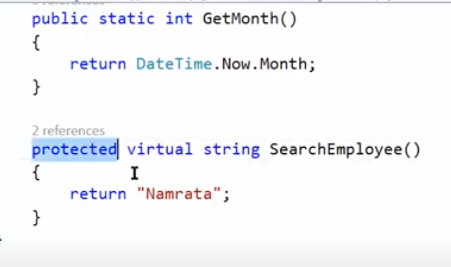 public static int GetMonth()
{
return DateTime.Now.Month;
}
2 references
protected virtual string SearchEmployee()
{
return "Namrata";
}